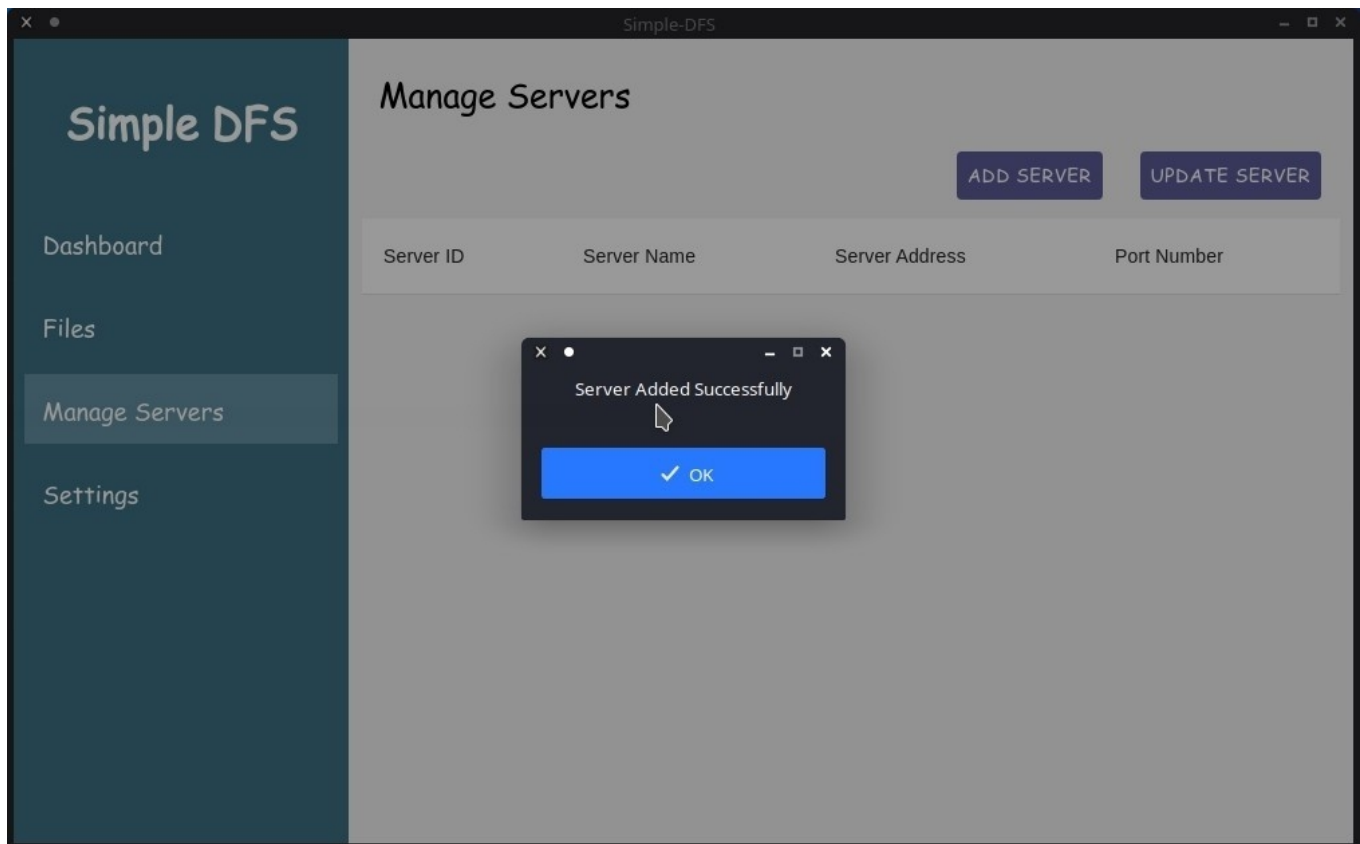 Simple-DFS
Simple DFS
Dashboard
Files
Manage Servers
Settings
Manage Servers
ADD SERVER UPDATE SERVER
Server ID Server Name Server Address Port Number
Server Added Successfully
OK